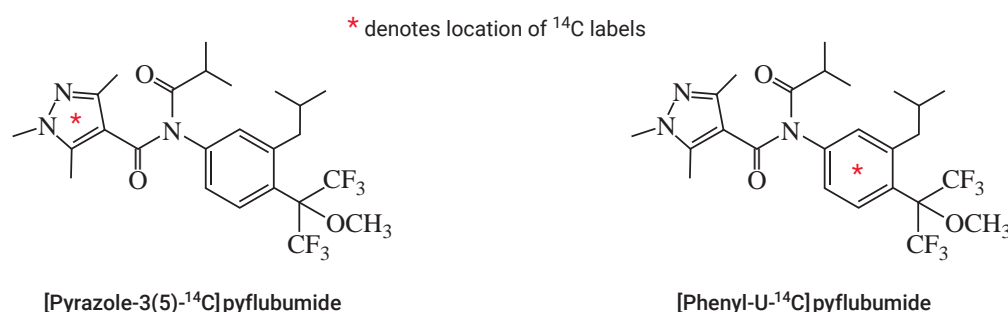 * denotes location of ¹⁴C labels
O
N
N
N
O
CF₃
OCH₃
CF₃
*
[Pyrazole-3(5)-¹⁴C]pyflubumide
O
N
N
N
O
CF₃
OCH₃
CF₃
*
[Phenyl-U-¹⁴C]pyflubumide